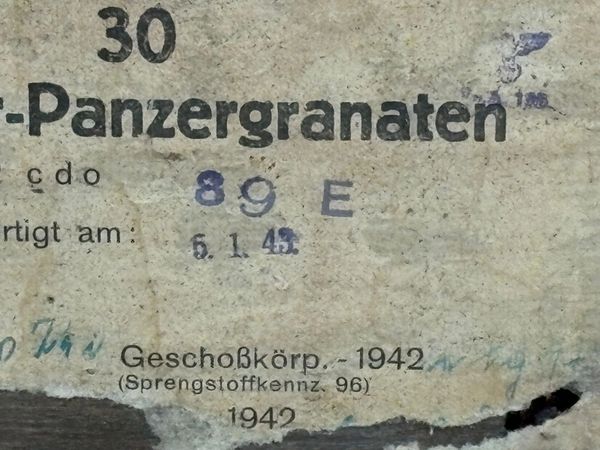 30
r-Panzergranaten
cdo 89 E
rtigt am: 6. 1. 43.
Geschoßkörp. - 1942
(Sprengstoffkennz. 96)
1942